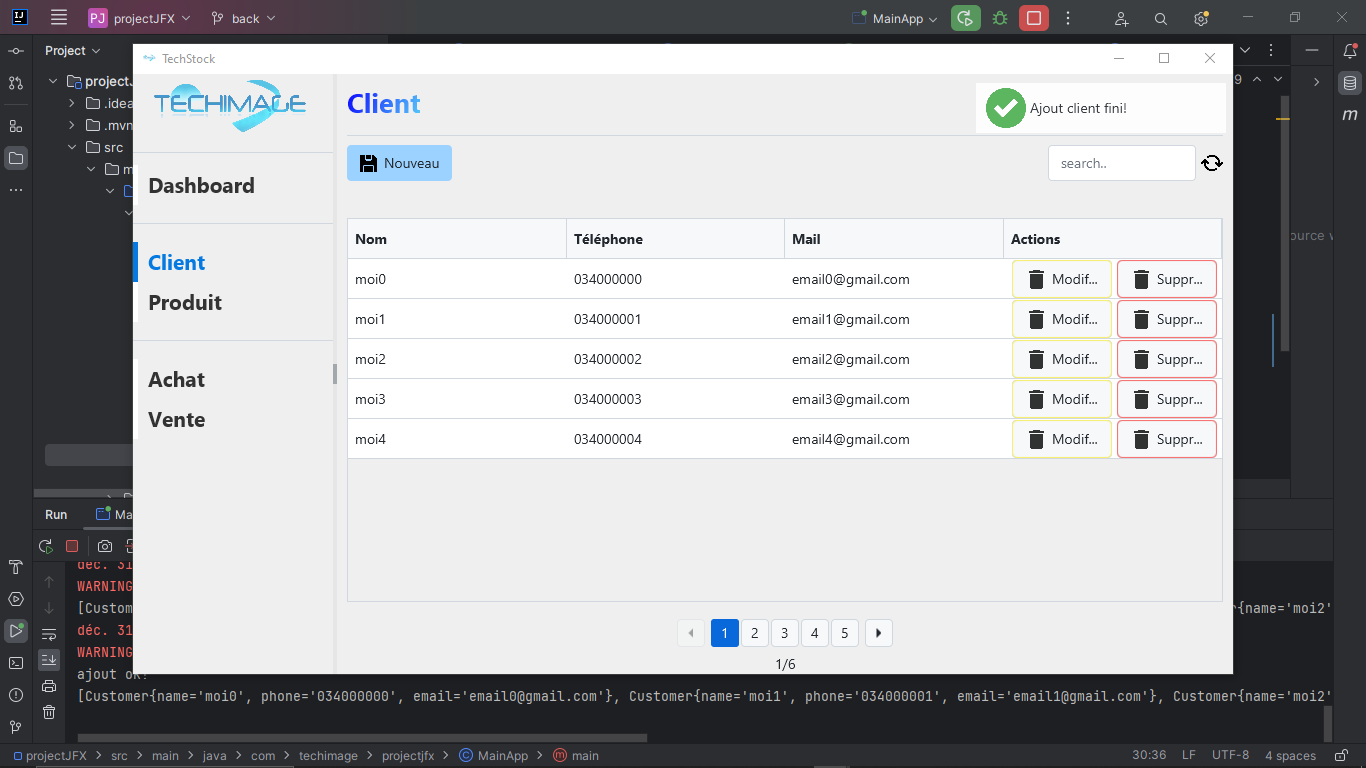 PJ projectJFX back MainApp
Project
TechStock
projectJ
.idea
.mvn
src
m
9
TECHIMAGE
Client
Ajout client fini!
Nouveau
search..
Dashboard
Client
Produit
Achat
Vente
Nom Téléphone Mail Actions
moi0 034000000 email0@gmail.com Modif... Suppr...
moi1 034000001 email1@gmail.com Modif... Suppr...
moi2 034000002 email2@gmail.com Modif... Suppr...
moi3 034000003 email3@gmail.com Modif... Suppr...
moi4 034000004 email4@gmail.com Modif... Suppr...
1 2 3 4 5
1/6
ource v
m
Run Ma
déc. 31
WARNING
[Custom r{name='moi2'
déc. 31
WARNING
ajout ok!
[Customer{name='moi0', phone='034000000', email='email0@gmail.com'}, Customer{name='moi1', phone='034000001', email='email1@gmail.com'}, Customer{name='moi2'
projectJFX > src > main > java > com > techimage > projectjfx > MainApp > main
30:36 LF UTF-8 4 spaces